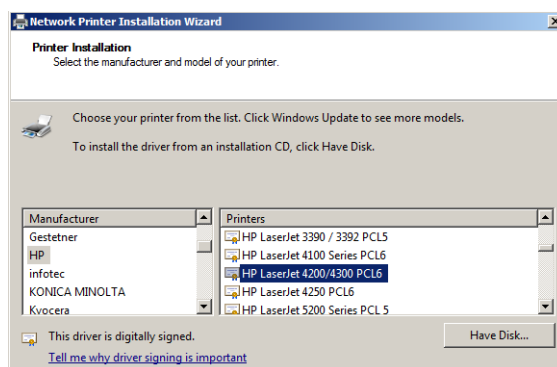 Network Printer Installation Wizard
Printer Installation
Select the manufacturer and model of your printer.
Choose your printer from the list. Click Windows Update to see more models.
To install the driver from an installation CD, click Have Disk.
Manufacturer
Gestetner
HP
infotec
KONICA MINOLTA
Kyocera
Printers
HP LaserJet 3390 / 3392 PCL5
HP LaserJet 4100 Series PCL6
HP LaserJet 4200/4300 PCL6
HP LaserJet 4250 PCL6
HP LaserJet 5200 Series PCL 5
This driver is digitally signed.
Have Disk...
Tell me why driver signing is important